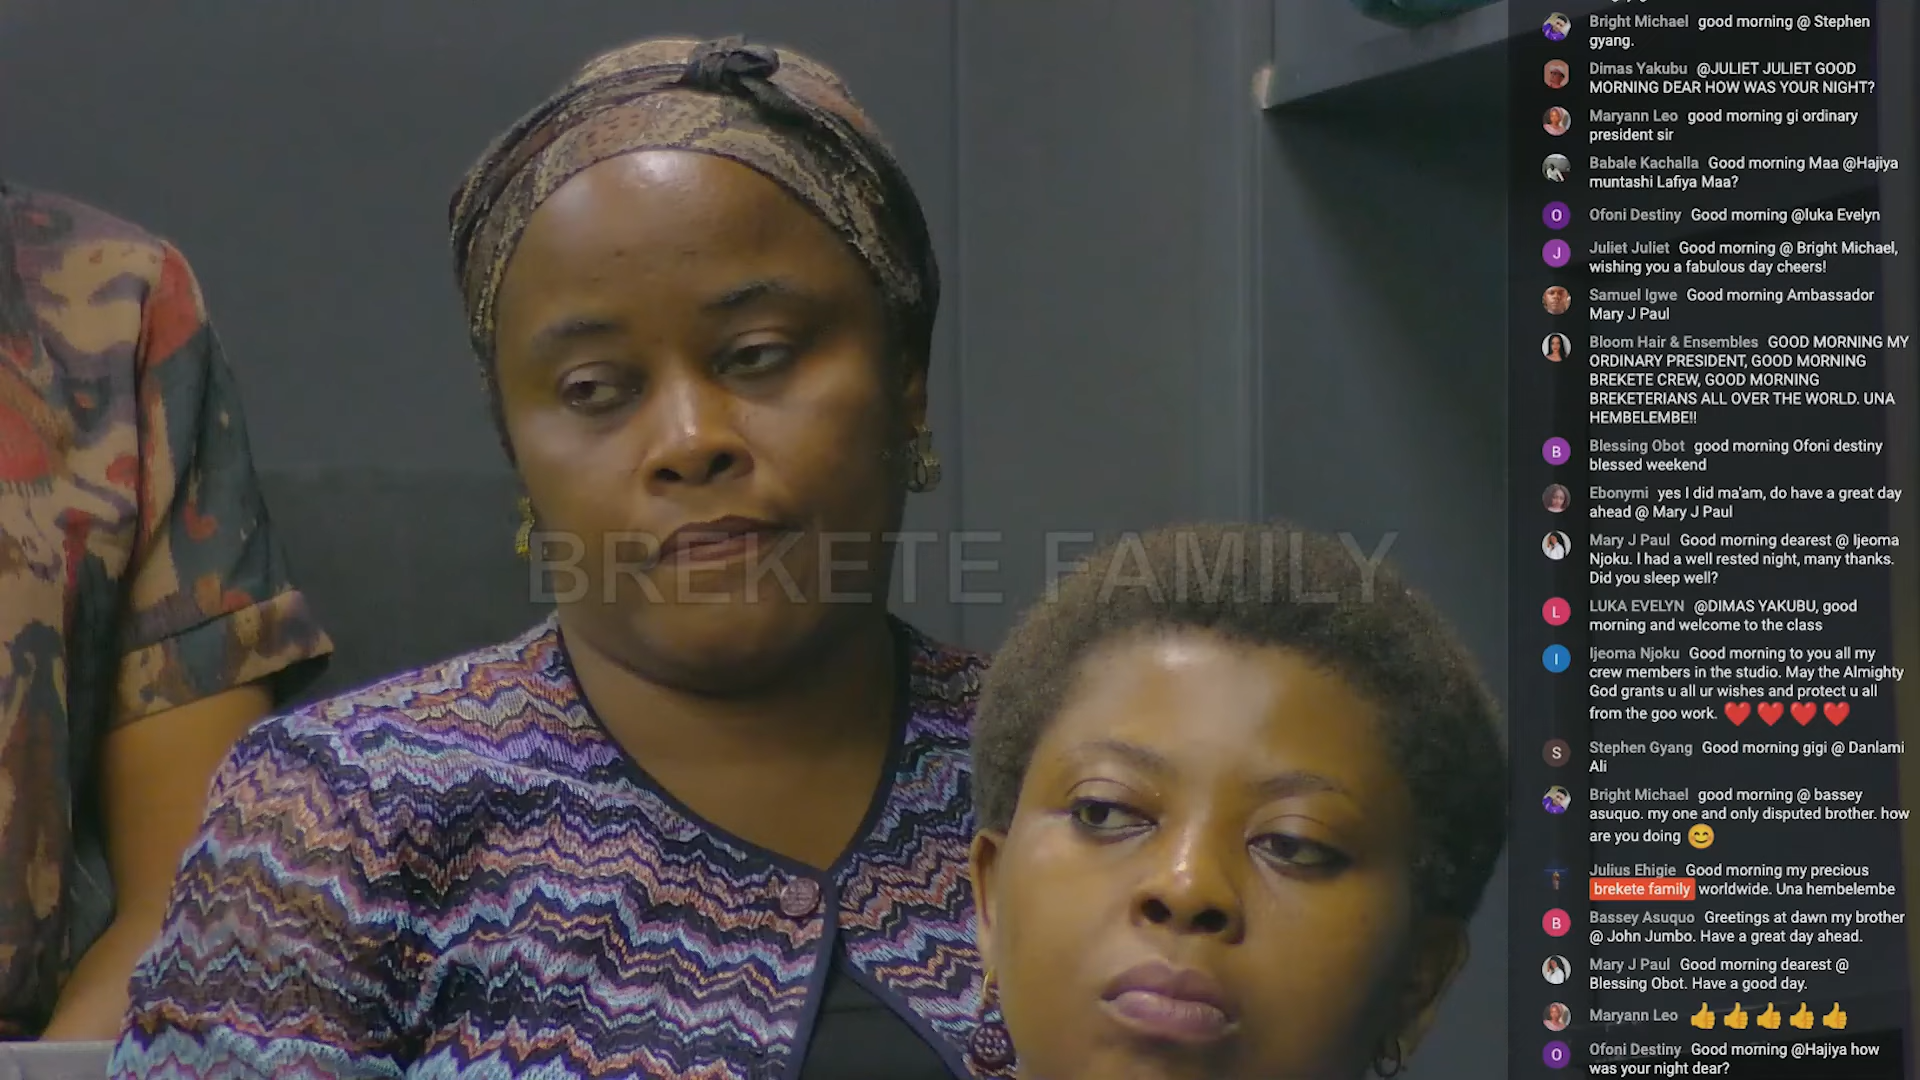 BREKETE FAMILY
Bright Michael good morning @ Stephen
gyang.
Dimas Yakubu @JULIET JULIET GOOD
MORNING DEAR HOW WAS YOUR NIGHT?
Maryann Leo good morning gi ordinary
president sir
Babale Kachalla Good morning Maa @Hajiya
muntashi Lafiya Maa?
O
Ofoni Destiny Good morning @luka Evelyn
J
Juliet Juliet Good morning @ Bright Michael,
wishing you a fabulous day cheers!
Samuel Igwe Good morning Ambassador
Mary J Paul
Bloom Hair & Ensembles GOOD MORNING MY
ORDINARY PRESIDENT, GOOD MORNING
BREKETE CREW, GOOD MORNING
BREKETERIANS ALL OVER THE WORLD. UNA
HEMBELEMBE!!
B
Blessing Obot good morning Ofoni destiny
blessed weekend
Ebonymi yes I did ma'am, do have a great day
ahead @ Mary J Paul
Mary J Paul Good morning dearest @ Ijeoma
Njoku. I had a well rested night, many thanks.
Did you sleep well?
L
LUKA EVELYN @DIMAS YAKUBU, good
morning and welcome to the class
I
Ijeoma Njoku Good morning to you all my
crew members in the studio. May the Almighty
God grants u all ur wishes and protect u all
from the goo work. ❤️❤️❤️❤️
S
Stephen Gyang Good morning gigi @ Danlami
Ali
Bright Michael good morning @ bassey
asuquo. my one and only disputed brother. how
are you doing 😊
Julius Ehigie Good morning my precious
brekete family worldwide. Una hembelembe
B
Bassey Asuquo Greetings at dawn my brother
@ John Jumbo. Have a great day ahead.
Mary J Paul Good morning dearest @
Blessing Obot. Have a good day.
Maryann Leo 👍👍👍👍👍
O
Ofoni Destiny Good morning @Hajiya how
was your night dear?